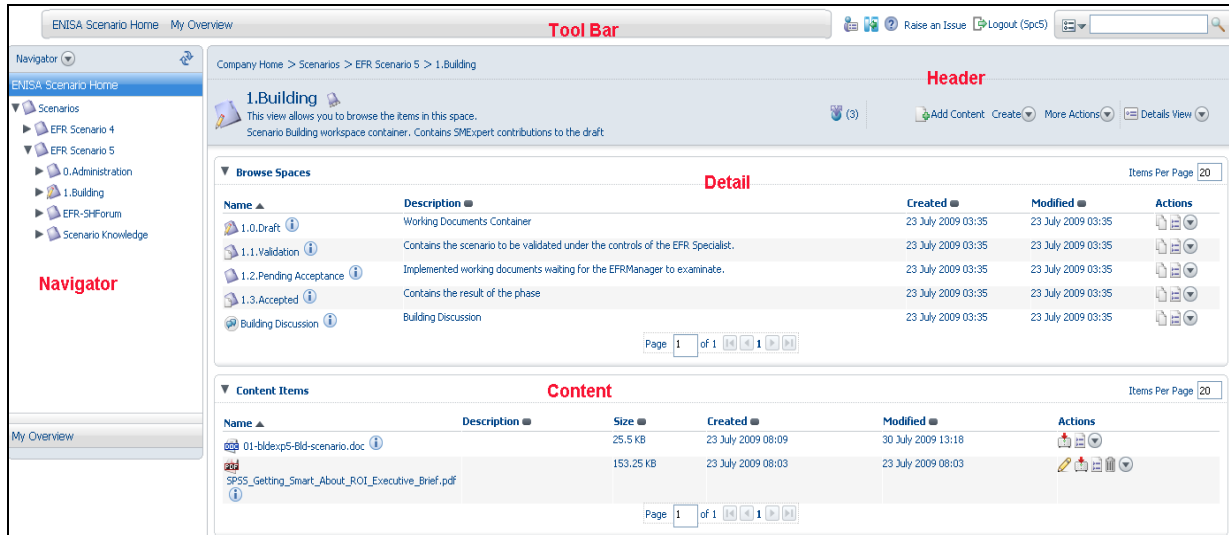 ENISA Scenario Home My Overview
Tool Bar
Raise an Issue Logout (Spc5)
Navigator
ENISA Scenario Home
Scenarios
EFR Scenario 4
EFR Scenario 5
0.Administration
1.Building
EFR-SHForum
Scenario Knowledge
Navigator
My Overview
Company Home > Scenarios > EFR Scenario 5 > 1.Building
Header
1.Building
This view allows you to browse the items in this space.
Scenario Building workspace container. Contains SMExpert contributions to the draft
(3) Add Content Create More Actions Details View
Browse Spaces
Detail
Items Per Page 20
Name Description Created Modified Actions
1.0.Draft Working Documents Container 23 July 2009 03:35 23 July 2009 03:35
1.1.Validation Contains the scenario to be validated under the controls of the EFR Specialist. 23 July 2009 03:35 23 July 2009 03:35
1.2.Pending Acceptance Implemented working documents waiting for the EFRManager to examinate. 23 July 2009 03:35 23 July 2009 03:35
1.3.Accepted Contains the result of the phase 23 July 2009 03:35 23 July 2009 03:35
Building Discussion Building Discussion 23 July 2009 03:35 23 July 2009 03:35
Page 1 of 1 1
Content Items
Content
Items Per Page 20
Name Description Size Created Modified Actions
01-bldexp5-Bld-scenario.doc 25.5 KB 23 July 2009 08:09 30 July 2009 13:18
PDF 153.25 KB 23 July 2009 08:03 23 July 2009 08:03
SPSS_Getting_Smart_About_ROI_Executive_Brief.pdf
Page 1 of 1 1